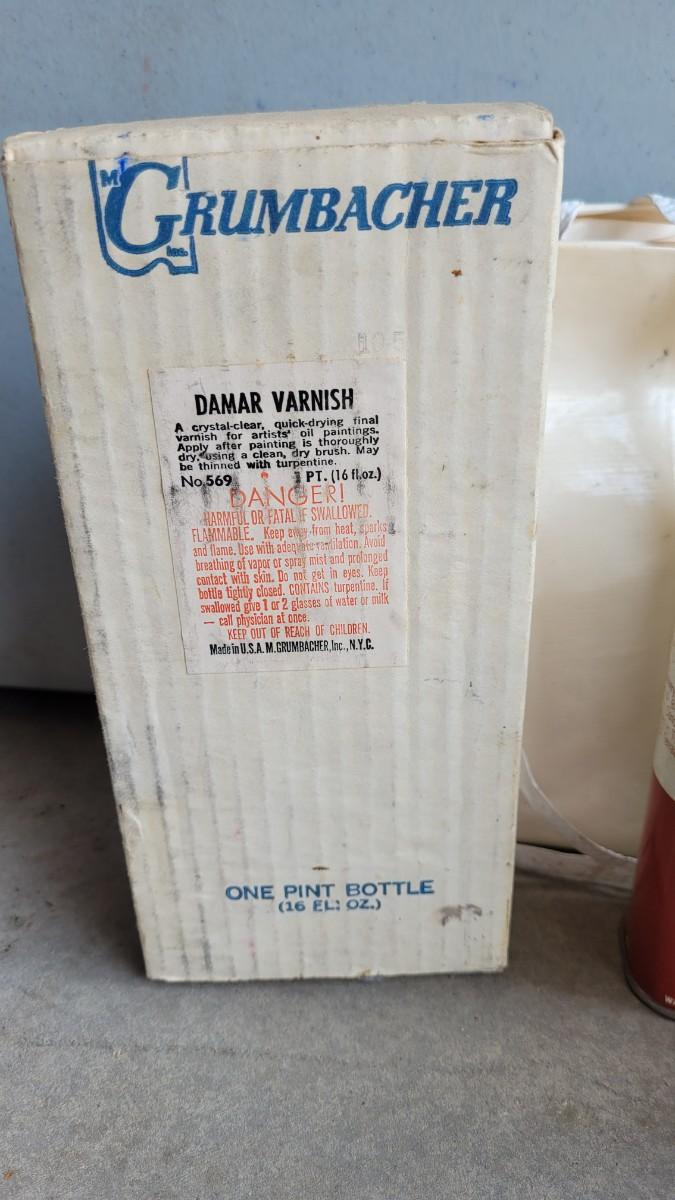 M GRUMBACHER
Inc.
105
DAMAR VARNISH
A crystal-clear, quick-drying final
varnish for artists' oil paintings.
Apply after painting is thoroughly
dry, using a clean, dry brush. May
be thinned with turpentine.
No. 569 1 PT. (16 fl.oz.)
DANGER!
HARMFUL OR FATAL IF SWALLOWED.
FLAMMABLE. Keep away from heat, sparks
and flame. Use with adequate ventilation. Avoid
breathing of vapor or spray mist and prolonged
contact with skin. Do not get in eyes. Keep
bottle tightly closed. CONTAINS turpentine. If
swallowed give 1 or 2 glasses of water or milk
— call physician at once.
KEEP OUT OF REACH OF CHILDREN.
Made in U.S.A. M. GRUMBACHER, Inc., N.Y.C.
ONE PINT BOTTLE
(16 FL. OZ.)